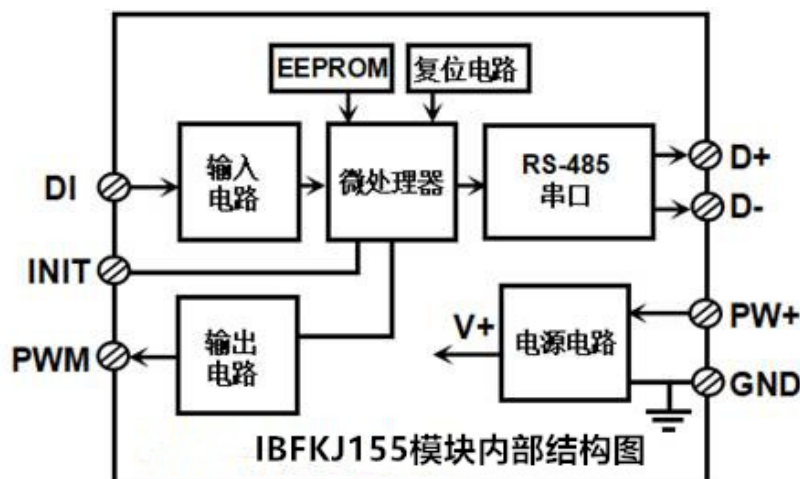 EEPROM
复位电路
DI
输入
电路
微处理器
RS-485
串口
D+
D-
INIT
PWM
输出
电路
V+
电源电路
PW+
GND
IBFKJ155模块内部结构图